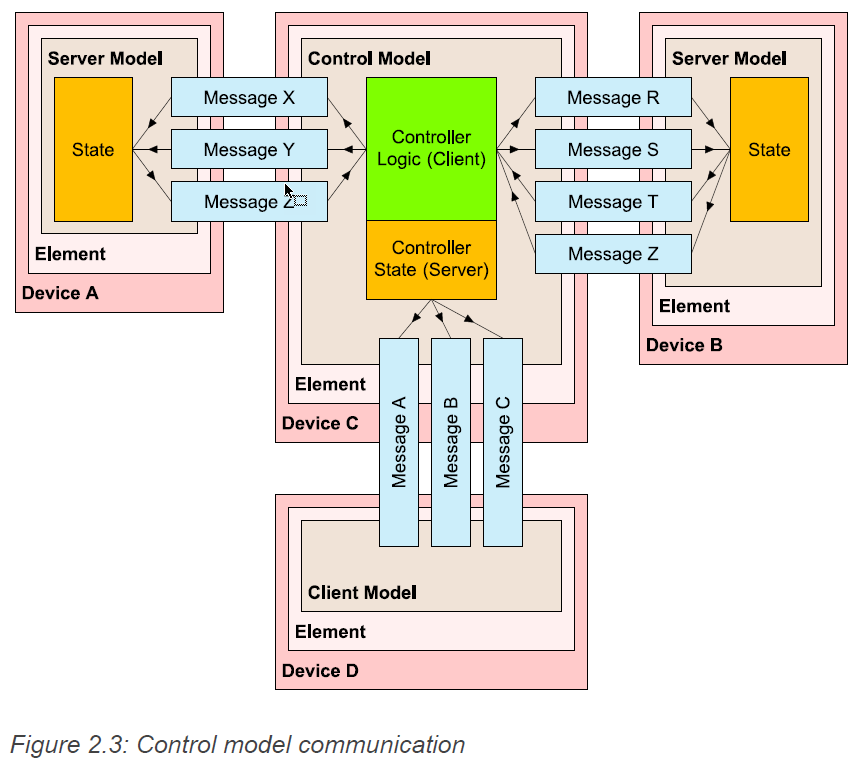 Server Model
State
Element
Device A
Message X
Message Y
Message Z
Control Model
Controller
Logic (Client)
Controller
State (Server)
Element
Device C
Message R
Message S
Message T
Message Z
Server Model
State
Element
Device B
Message A
Message B
Message C
Client Model
Element
Device D
Figure 2.3: Control model communication